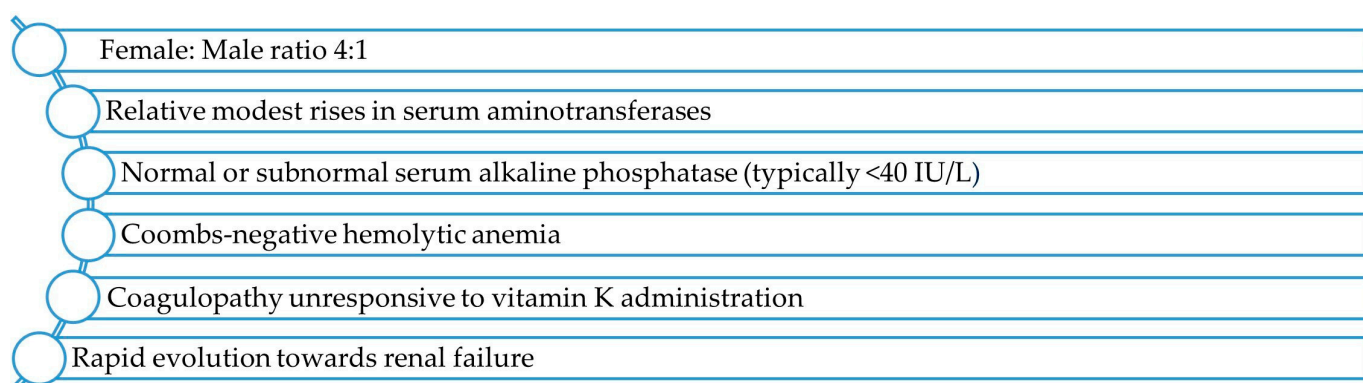 Female: Male ratio 4:1
Relative modest rises in serum aminotransferases
Normal or subnormal serum alkaline phosphatase (typically <40 IU/L)
Coombs-negative hemolytic anemia
Coagulopathy unresponsive to vitamin K administration
Rapid evolution towards renal failure